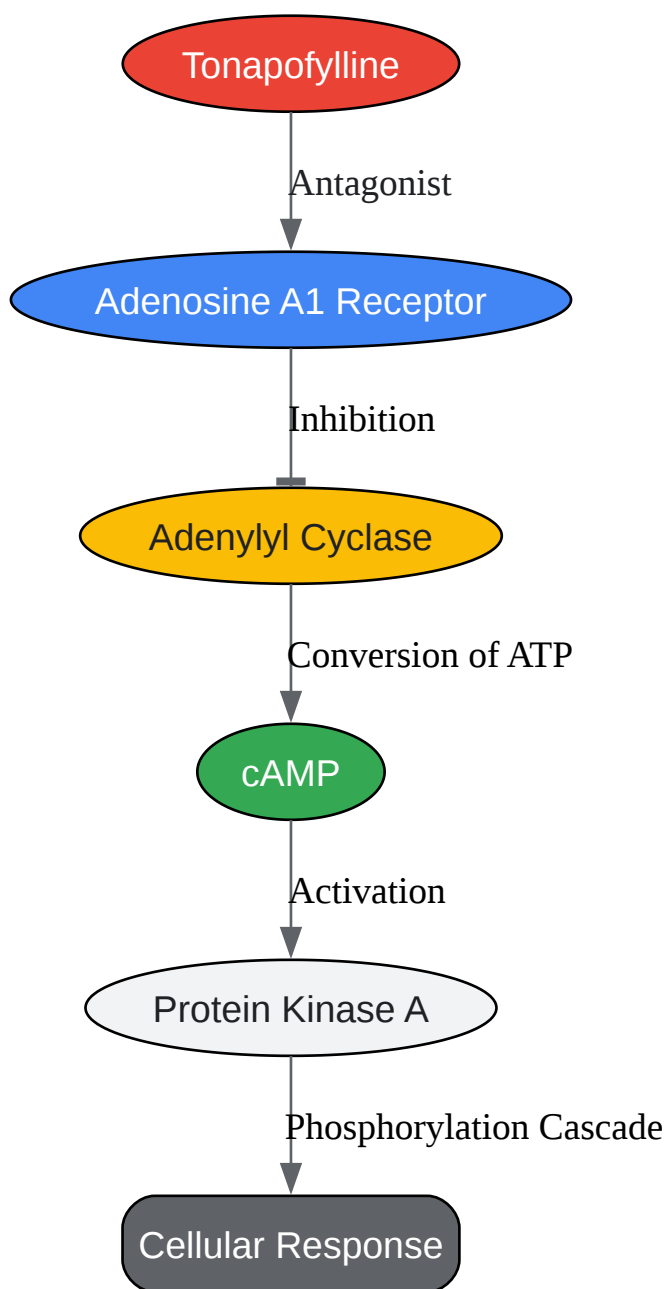 Tonapofylline
Antagonist
Adenosine A1 Receptor
Inhibition
Adenylyl Cyclase
Conversion of ATP
cAMP
Activation
Protein Kinase A
Phosphorylation Cascade
Cellular Response